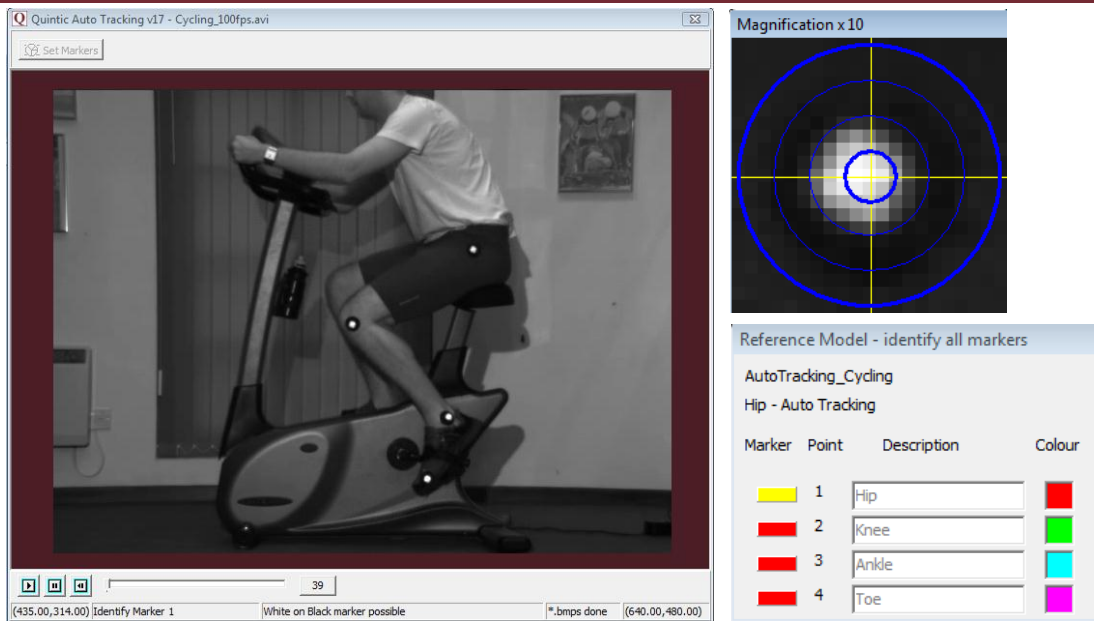 Quintic Auto Tracking v17 - Cycling_100fps.avi
Set Markers
39
(435.00,314.00) Identify Marker 1 White on Black marker possible *.bmps done (640.00,480.00)
Magnification x 10
Reference Model - identify all markers
AutoTracking_Cycling
Hip - Auto Tracking
Marker Point Description Colour
1 Hip
2 Knee
3 Ankle
4 Toe